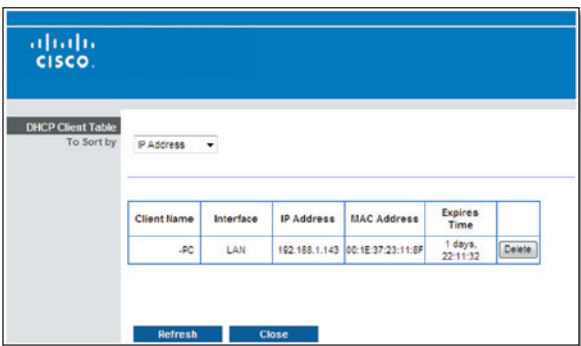 CISCO
DHCP Client Table
To Sort by
IP Address
Client Name Interface IP Address MAC Address Expires Time
-PC LAN 192.168.1.143 00:1E:37:23:11:8F 1 days, 22:11:32 Delete
Refresh Close